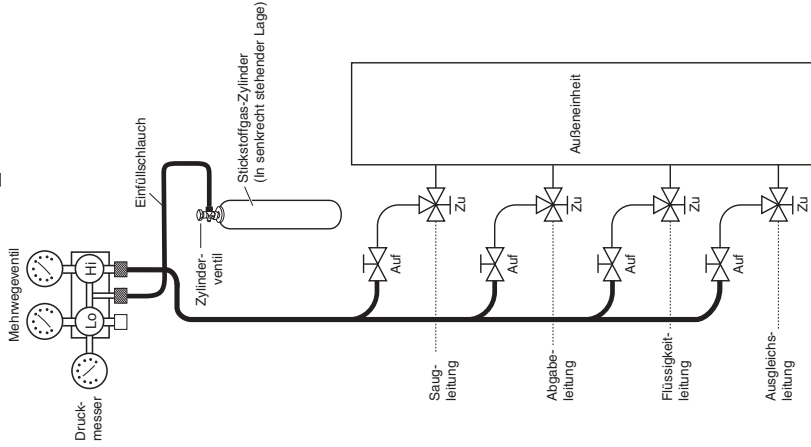 Mehrwegeventil
Hi
Lo
Druck-
messer
Einfüllschlauch
Zylinder-
ventil
Stickstoffgas-Zylinder
(In senkrecht stehender Lage)
Außeneinheit
Auf
Zu
Saug-
leitung
Auf
Zu
Abgabe-
leitung
Auf
Zu
Flüssigkeit-
leitung
Auf
Zu
Ausgleichs-
leitung